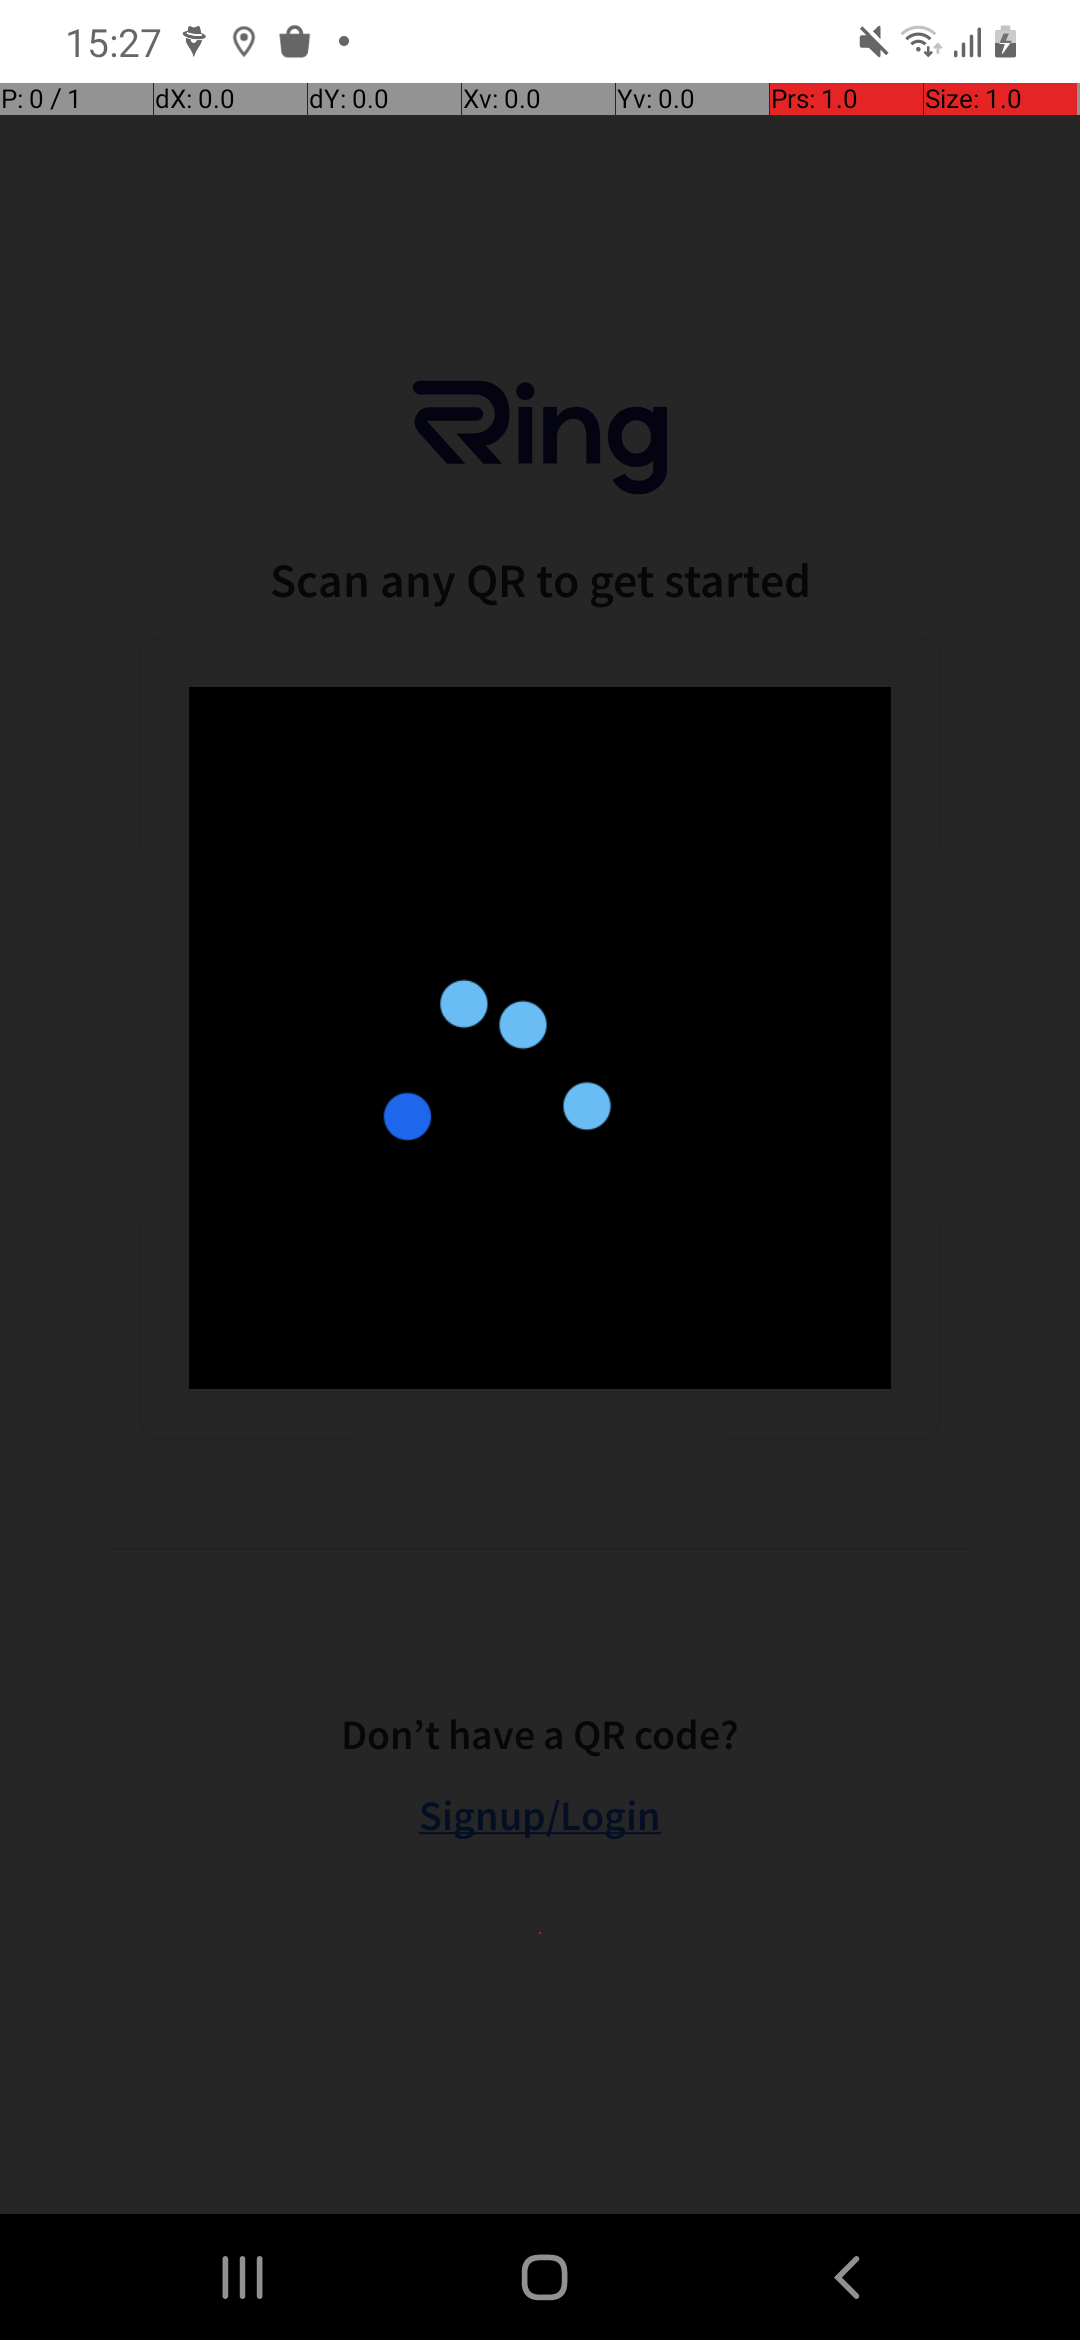 15:27
P: 0 / 1 dX: 0.0 dY: 0.0 Xv: 0.0 Yv: 0.0 Prs: 1.0 Size: 1.0
Ring
Scan any QR to get started
Don’t have a QR code?
Signup/Login